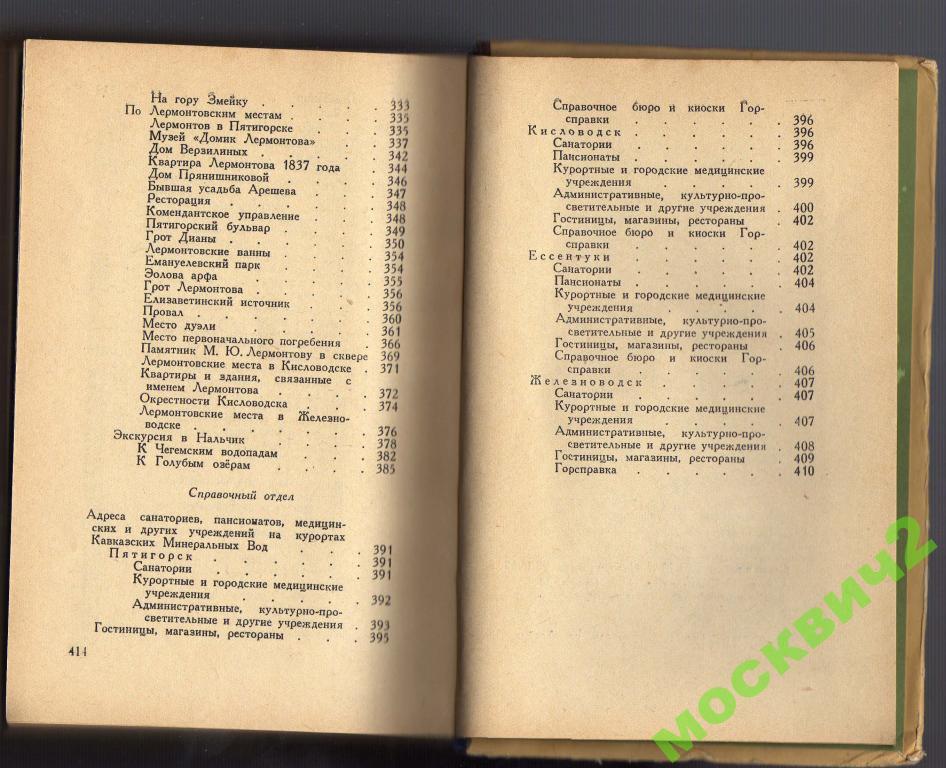 На гору Змейку . . . . 333
По Лермонтовским местам . . . . 335
Лермонтов в Пятигорске . . . 335
Музей «Домик Лермонтова» . . . 337
Дом Верзилиных . . . . 342
Квартира Лермонтова 1837 года . . 344
Дом Прянишниковой . . . . 346
Бывшая усадьба Арешева . . . 347
Ресторация . . . . . 348
Комендантское управление . . . 348
Пятигорский бульвар . . . . 349
Грот Дианы . . . . . 350
Лермонтовские ванны . . . . 354
Емануелевский парк . . . . 354
Эолова арфа . . . . . 355
Грот Лермонтова . . . . 356
Елизаветинский источник . . . 356
Провал . . . . . . 360
Место дуэли . . . . . 361
Место первоначального погребения . 366
Памятник М. Ю. Лермонтову в сквере 369
Лермонтовские места в Кисловодске . 371
Квартиры и здания, связанные с
именем Лермонтова . . . . 372
Окрестности Кисловодска . . . 374
Лермонтовские места в Железно-
водске . . . . . . 376
Экскурсия в Нальчик . . . . 378
К Чегемским водопадам . . . 382
К Голубым озёрам . . . . 385
Справочный отдел
Адреса санаториев, пансионатов, медицин-
ских и других учреждений на курортах
Кавказских Минеральных Вод . . . 391
Пятигорск . . . . . . 391
Санатории . . . . . . 391
Курортные и городские медицинские
учреждения . . . . . 392
Административные, культурно-про-
светительные и другие учреждения . 393
Гостиницы, магазины, рестораны . . . 395
414
Справочное бюро и киоски Гор-
справки . . . . . . 396
Кисловодск . . . . . . 396
Санатории . . . . . . 396
Пансионаты . . . . . . 399
Курортные и городские медицинские
учреждения . . . . . 399
Административные, культурно-про-
светительные и другие учреждения . 400
Гостиницы, магазины, рестораны . 402
Справочное бюро и киоски Гор-
справки . . . . . . 402
Ессентуки . . . . . . 402
Санатории . . . . . . 402
Пансионаты . . . . . . 404
Курортные и городские медицинские
учреждения . . . . . 404
Административные, культурно-про-
светительные и другие учреждения . 405
Гостиницы, магазины, рестораны . 406
Справочное бюро и киоски Гор-
справки . . . . . . 406
Железноводск . . . . . 407
Санатории . . . . . . 407
Курортные и городские медицинские
учреждения . . . . . 407
Административные, культурно-про-
светительные и другие учреждения . 408
Гостиницы, магазины, рестораны . 409
Горсправка . . . . . 410
москвич2